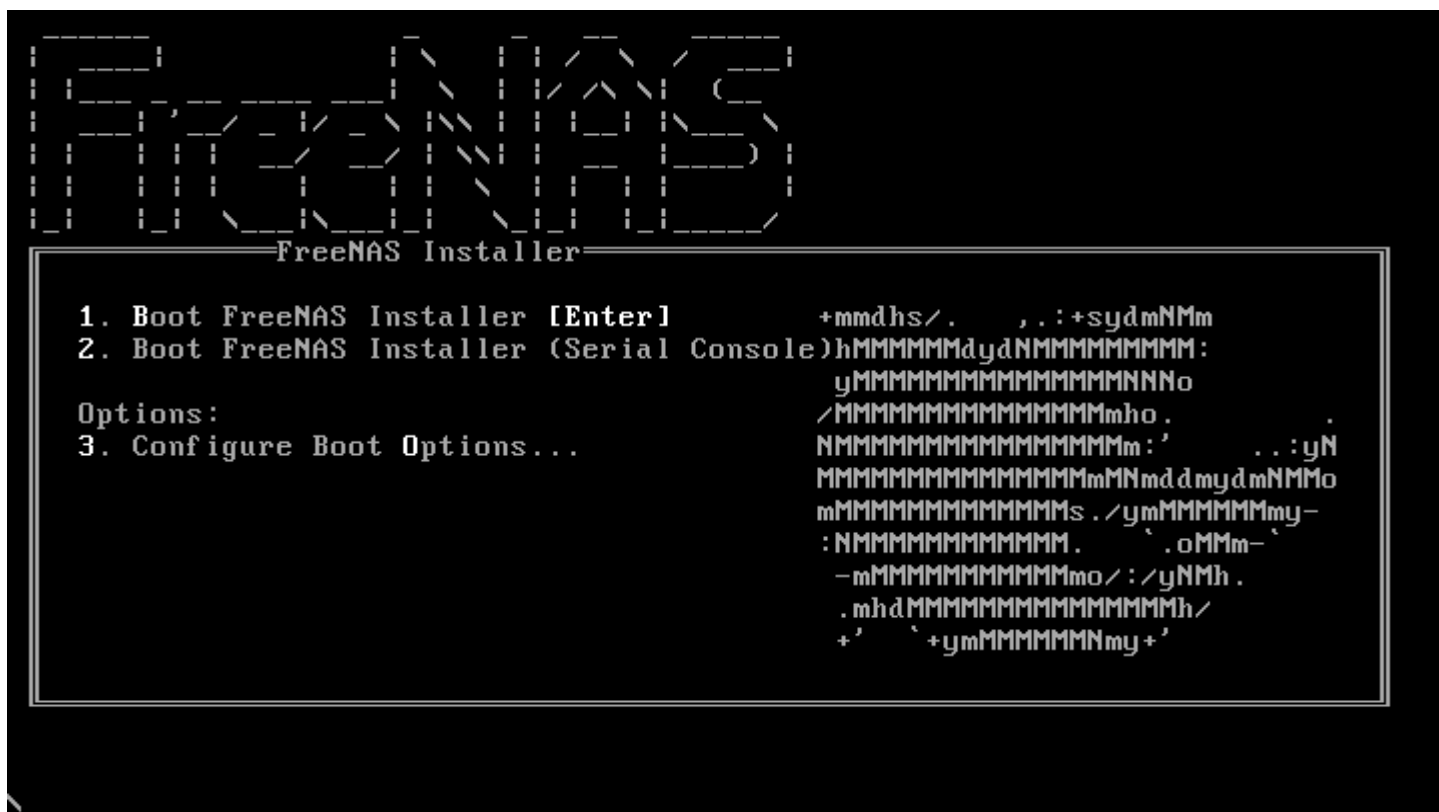 FreeNAS
FreeNAS Installer
1. Boot FreeNAS Installer [Enter]
2. Boot FreeNAS Installer (Serial Console)
Options:
3. Configure Boot Options...